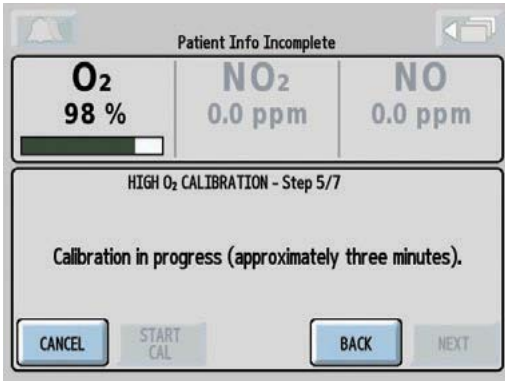 Patient Info Incomplete
O₂ NO₂ NO
98 % 0.0 ppm 0.0 ppm
HIGH O₂ CALIBRATION - Step 5/7
Calibration in progress (approximately three minutes).
CANCEL START CAL BACK NEXT